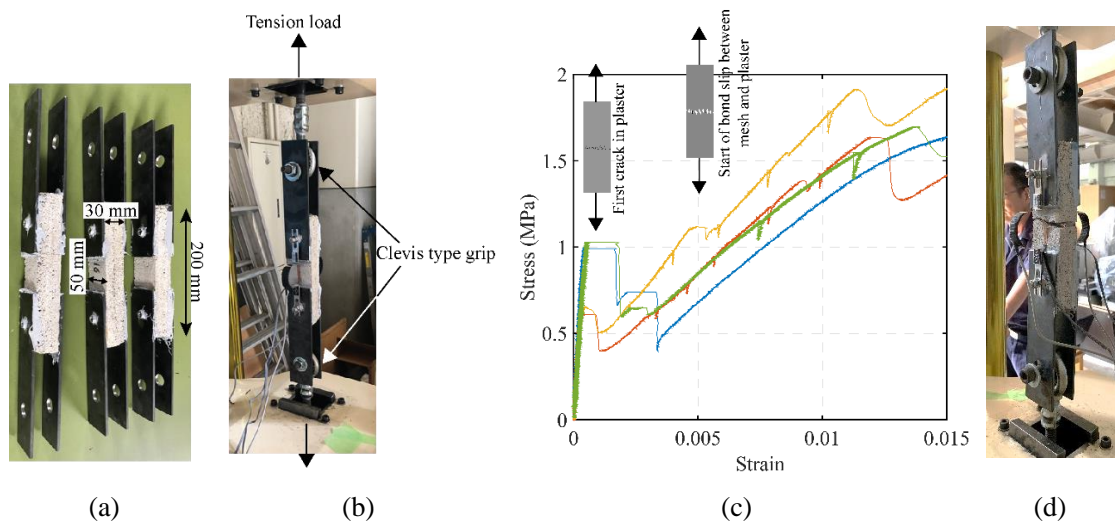 Tension load
30 mm
50 mm
200 mm
Clevis type grip
First crack in plaster
Start of bond slip between
mesh and plaster
2
1.5
1
0.5
0
Stress (MPa)
0
0.005
0.01
0.015
Strain
(a)
(b)
(c)
(d)